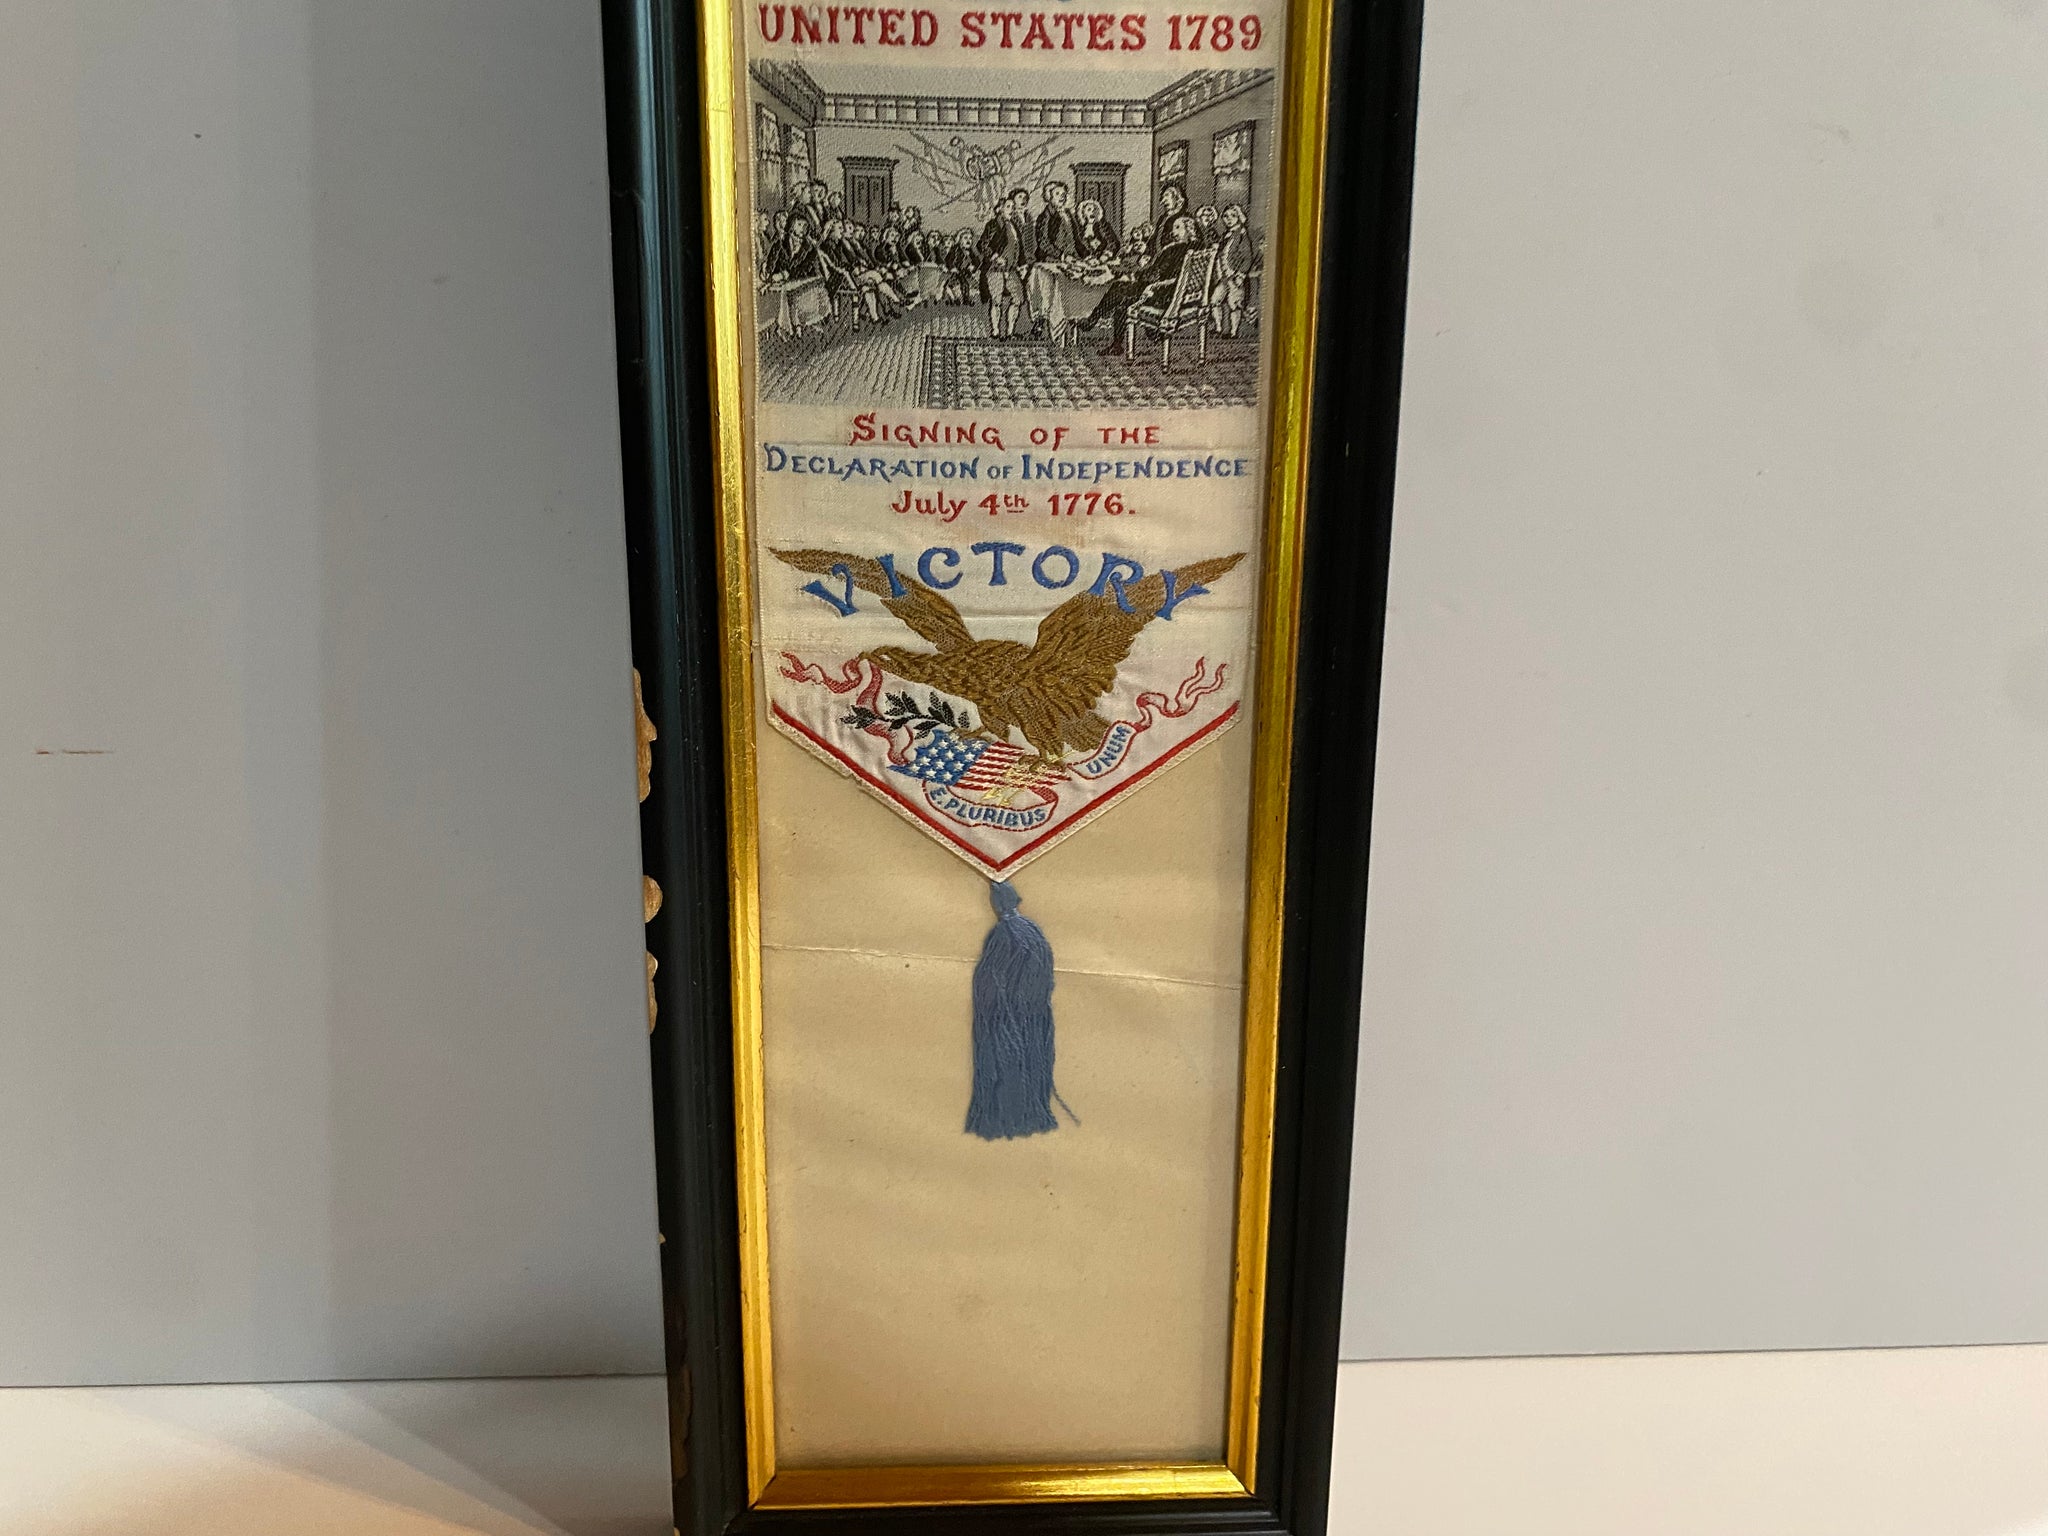 UNITED STATES 1789
SIGNING OF THE
DECLARATION OF INDEPENDENCE
July 4th 1776.
VICTORY
E. PLURIBUS
UNUM